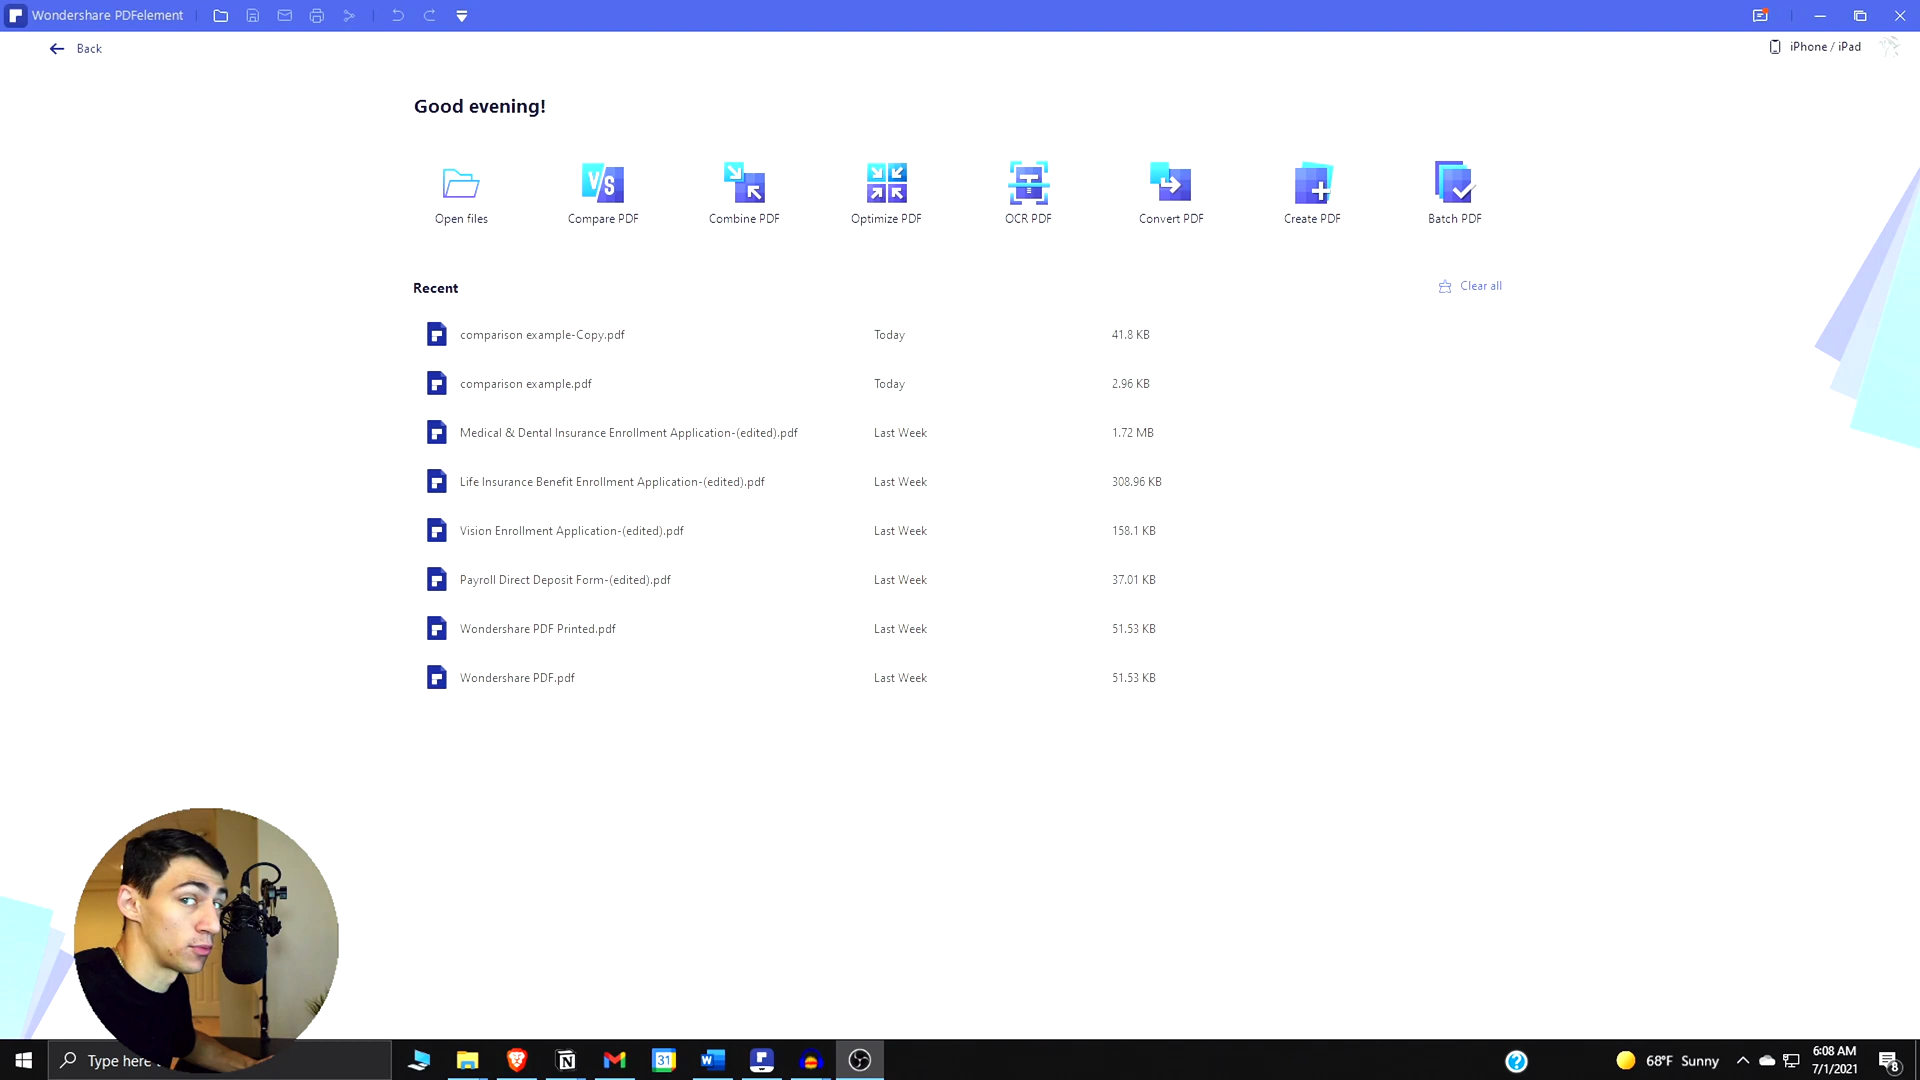 Wondershare PDFelement
Back
iPhone / iPad
Good evening!
Open files
V/S
Compare PDF
Combine PDF
Optimize PDF
T
OCR PDF
Convert PDF
Create PDF
Batch PDF
Recent
Clear all
comparison example-Copy.pdf Today 41.8 KB
comparison example.pdf Today 2.96 KB
Medical & Dental Insurance Enrollment Application-(edited).pdf Last Week 1.72 MB
Life Insurance Benefit Enrollment Application-(edited).pdf Last Week 308.96 KB
Vision Enrollment Application-(edited).pdf Last Week 158.1 KB
Payroll Direct Deposit Form-(edited).pdf Last Week 37.01 KB
Wondershare PDF Printed.pdf Last Week 51.53 KB
Wondershare PDF.pdf Last Week 51.53 KB
Type here
N
31
W
?
68°F Sunny
6:08 AM
7/1/2021
8